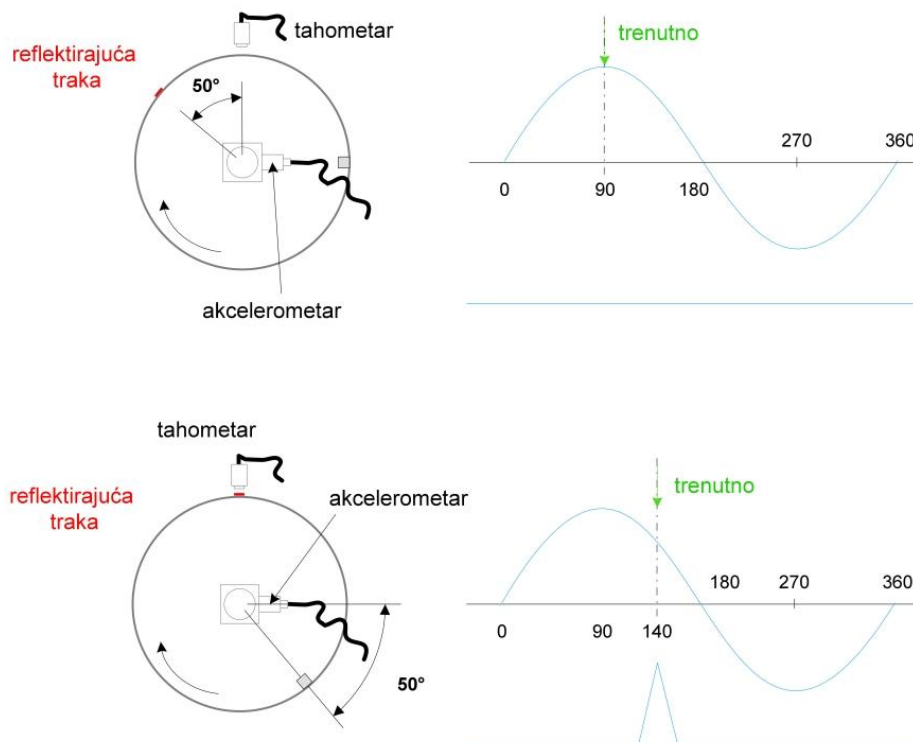 tahometar
reflektirajuća
traka
50°
akcelerometar
trenutno
270
360
0
90
180
tahometar
reflektirajuća
traka
akcelerometar
50°
trenutno
180
270
360
0
90
140